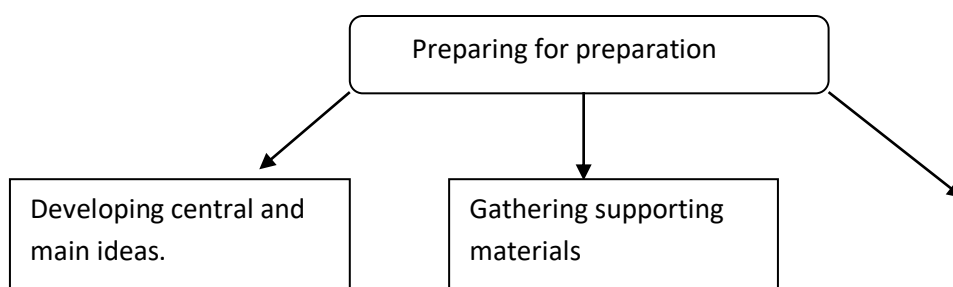 Preparing for preparation
Developing central and
main ideas.
Gathering supporting
materials